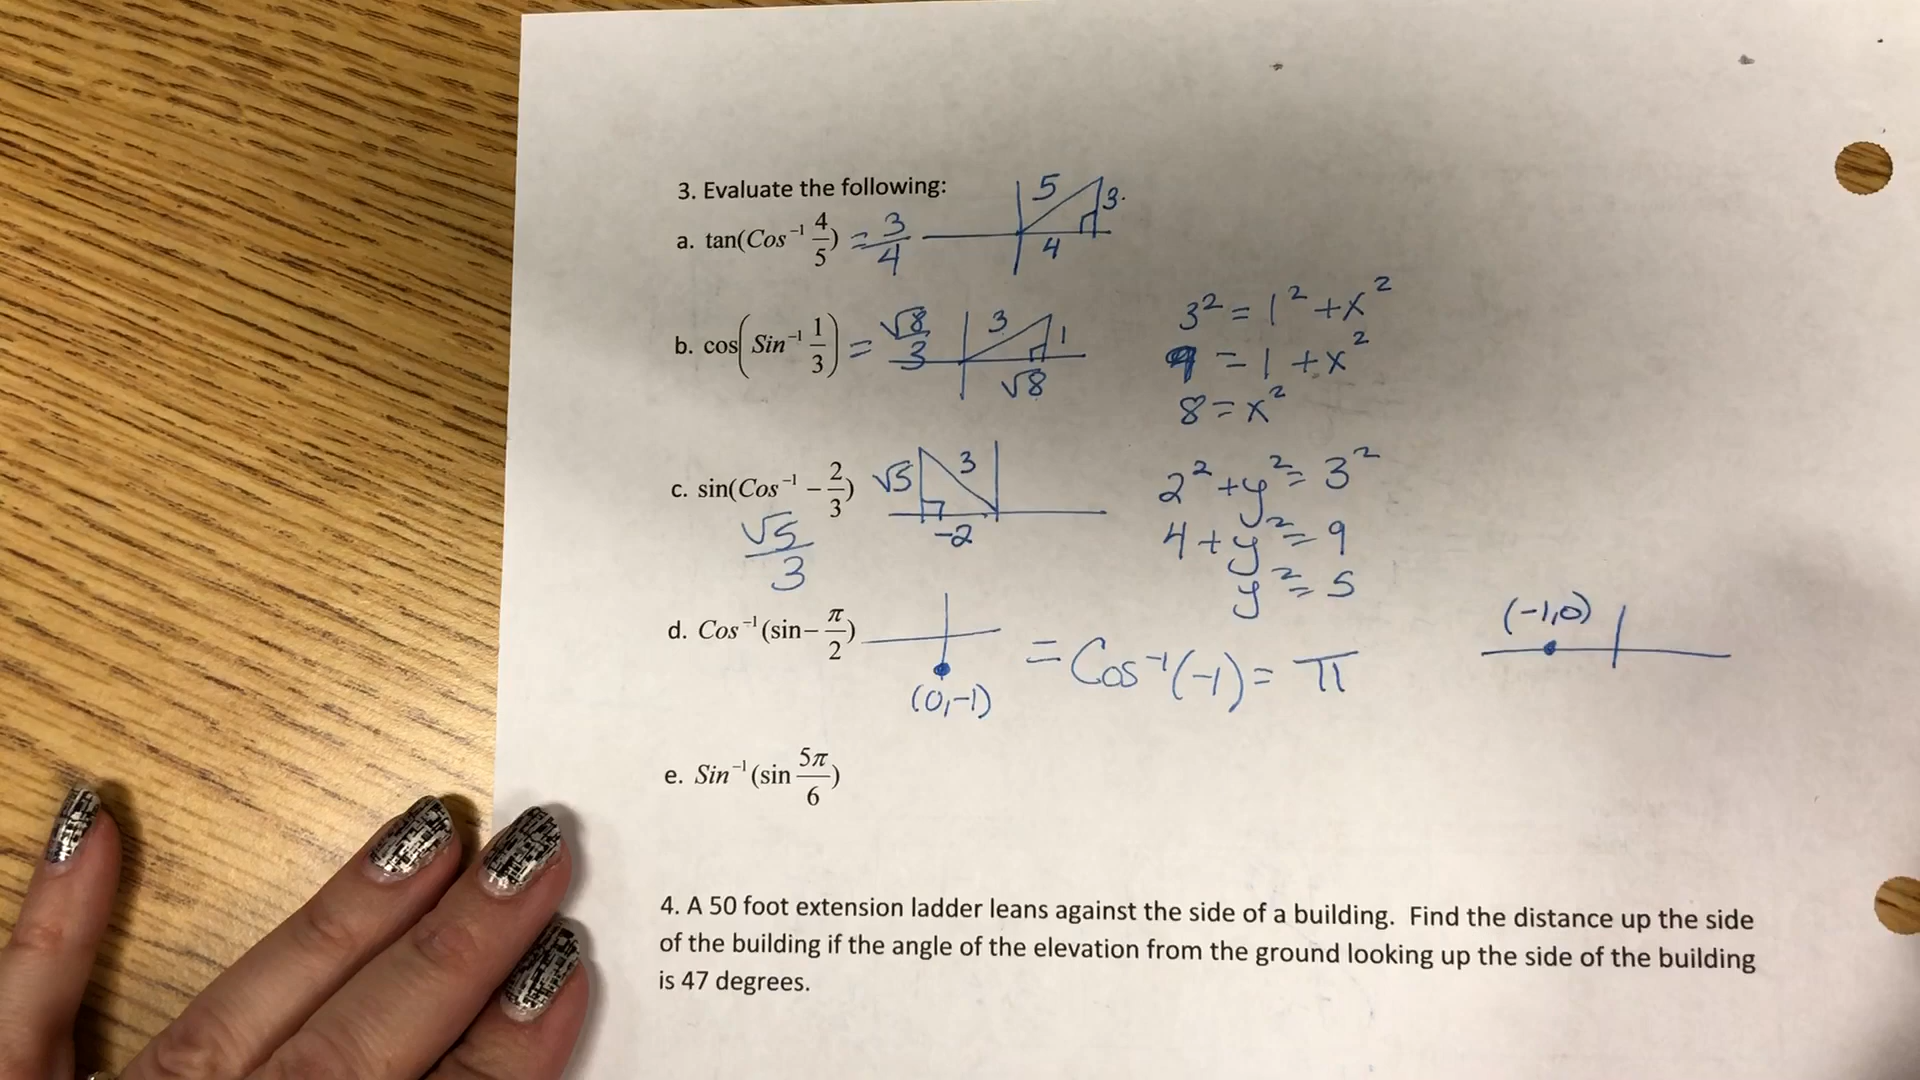 3. Evaluate the following:
a. tan(Cos⁻¹ 4/5) = 3/4
5 3
4
b. cos(Sin⁻¹ 1/3) = √8/3
3 1
√8
3² = 1² + x²
9 = 1 + x²
8 = x²
c. sin(Cos⁻¹ −2/3)
√5/3
√5 3
-2
2² + y² = 3²
4 + y² = 9
y² = 5
d. Cos⁻¹(sin−π/2)
(0,-1)
= Cos⁻¹(-1) = π
(-1,0)
e. Sin⁻¹(sin 5π/6)
4. A 50 foot extension ladder leans against the side of a building. Find the distance up the side
of the building if the angle of the elevation from the ground looking up the side of the building
is 47 degrees.